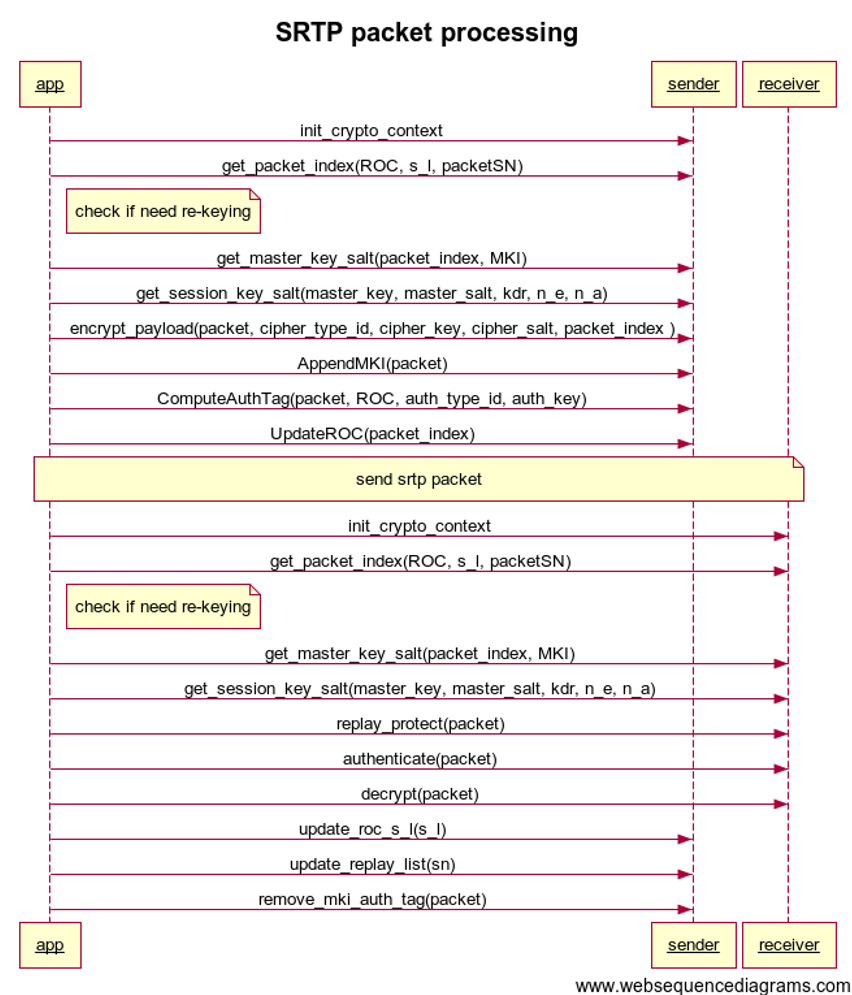 SRTP packet processing
app
sender
receiver
init_crypto_context
get_packet_index(ROC, s_l, packetSN)
check if need re-keying
get_master_key_salt(packet_index, MKI)
get_session_key_salt(master_key, master_salt, kdr, n_e, n_a)
encrypt_payload(packet, cipher_type_id, cipher_key, cipher_salt, packet_index )
AppendMKI(packet)
ComputeAuthTag(packet, ROC, auth_type_id, auth_key)
UpdateROC(packet_index)
send srtp packet
init_crypto_context
get_packet_index(ROC, s_l, packetSN)
check if need re-keying
get_master_key_salt(packet_index, MKI)
get_session_key_salt(master_key, master_salt, kdr, n_e, n_a)
replay_protect(packet)
authenticate(packet)
decrypt(packet)
update_roc_s_l(s_l)
update_replay_list(sn)
remove_mki_auth_tag(packet)
app
sender
receiver
www.websequencediagrams.com